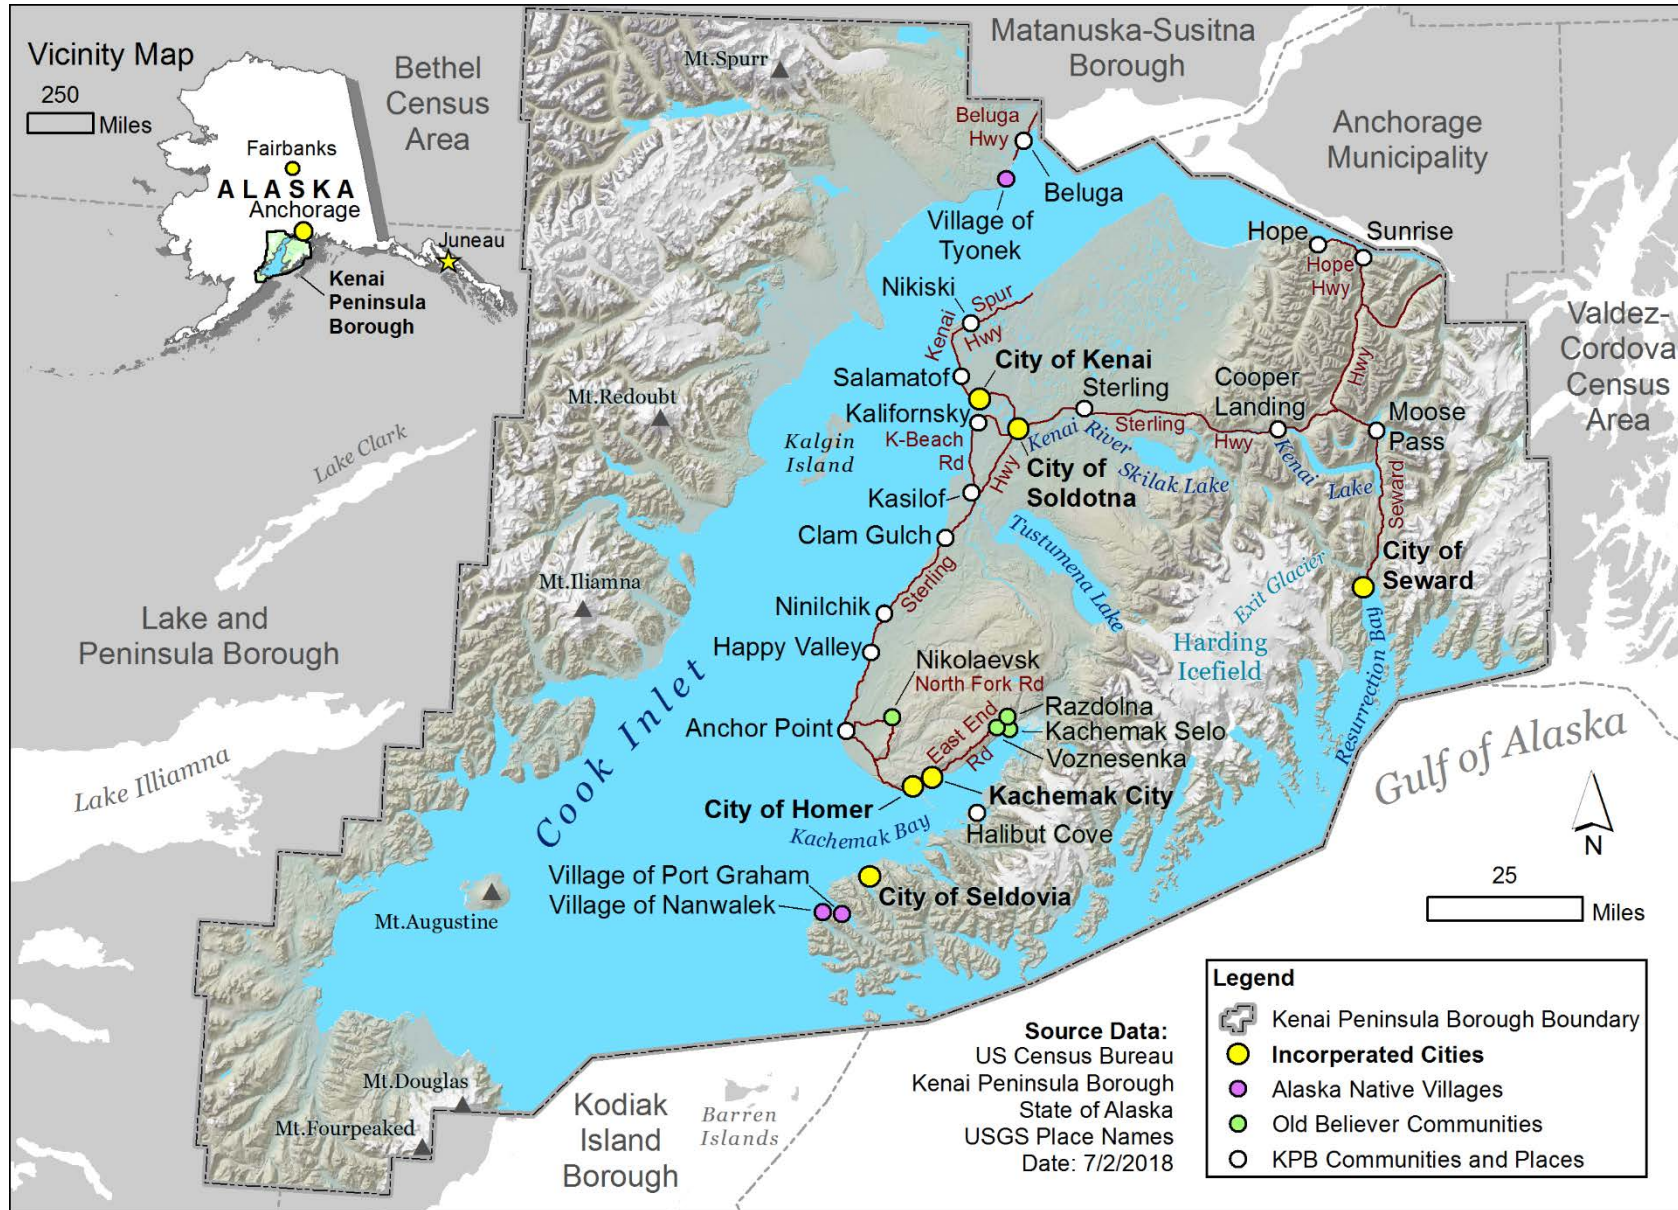 Vicinity Map
250
Miles
Fairbanks
ALASKA
Anchorage
Juneau
Kenai
Peninsula
Borough
Bethel
Census
Area
Matanuska-Susitna
Borough
Anchorage
Municipality
Valdez-
Cordova
Census
Area
Lake and
Peninsula Borough
Kodiak
Island
Borough
Mt.Spurr
Beluga
Hwy
Beluga
Village of
Tyonek
Hope
Sunrise
Hope
Hwy
Nikiski
Kenai
Spur
Hwy
City of Kenai
Salamatof
Sterling
Cooper
Landing
Hwy
Moose
Pass
Kalifornsky
K-Beach
Rd
Kenai
River
Sterling
Hwy
Mt.Redoubt
Kalgin
Island
City of
Soldotna
Hwy
Skilak Lake
Kenai
Lake
Seward
Lake Clark
Kasilof
Clam Gulch
Tustumena Lake
City of
Seward
Exit Glacier
Harding
Icefield
Mt.Iliamna
Sterling
Ninilchik
Happy Valley
Nikolaevsk
North Fork Rd
Razdolna
Kachemak Selo
Voznesenka
East End
Rd
Anchor Point
Resurrection Bay
Gulf of Alaska
Lake Illiamna
Cook Inlet
City of Homer
Kachemak City
Kachemak Bay
Halibut Cove
Village of Port Graham
Village of Nanwalek
City of Seldovia
Mt.Augustine
Mt.Douglas
Mt.Fourpeaked
Barren
Islands
N
25
Miles
Source Data:
US Census Bureau
Kenai Peninsula Borough
State of Alaska
USGS Place Names
Date: 7/2/2018
Legend
Kenai Peninsula Borough Boundary
Incorperated Cities
Alaska Native Villages
Old Believer Communities
KPB Communities and Places